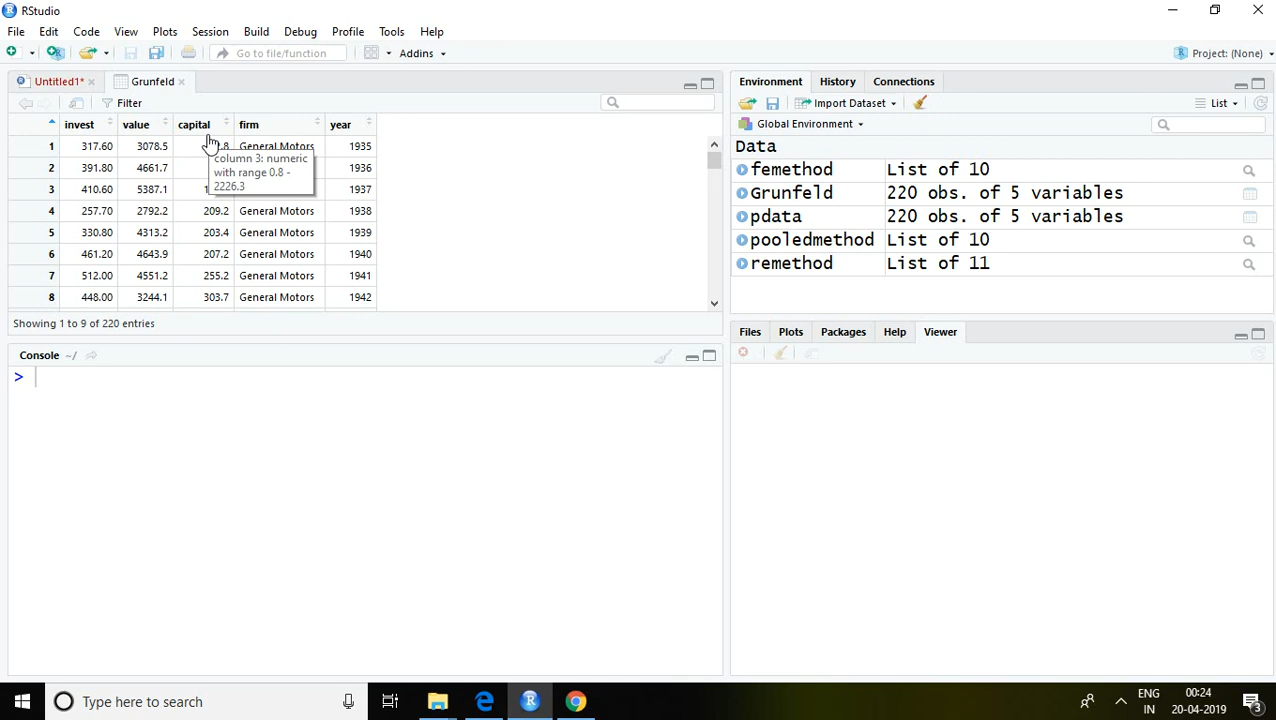 RStudio
File Edit Code View Plots Session Build Debug Profile Tools Help
Go to file/function Addins Project: (None)
Untitled1* Grunfeld
Filter
invest value capital firm year
1 317.60 3078.5 .8 General Motors 1935
2 391.80 4661.7 1936
3 410.60 5387.1 1937
4 257.70 2792.2 209.2 General Motors 1938
5 330.80 4313.2 203.4 General Motors 1939
6 461.20 4643.9 207.2 General Motors 1940
7 512.00 4551.2 255.2 General Motors 1941
8 448.00 3244.1 303.7 General Motors 1942
column 3: numeric
with range 0.8 -
2226.3
Showing 1 to 9 of 220 entries
Console ~/
>
Environment History Connections
Import Dataset List
Global Environment
Data
femethod List of 10
Grunfeld 220 obs. of 5 variables
pdata 220 obs. of 5 variables
pooledmethod List of 10
remethod List of 11
Files Plots Packages Help Viewer
Type here to search
ENG
IN
00:24
20-04-2019
3